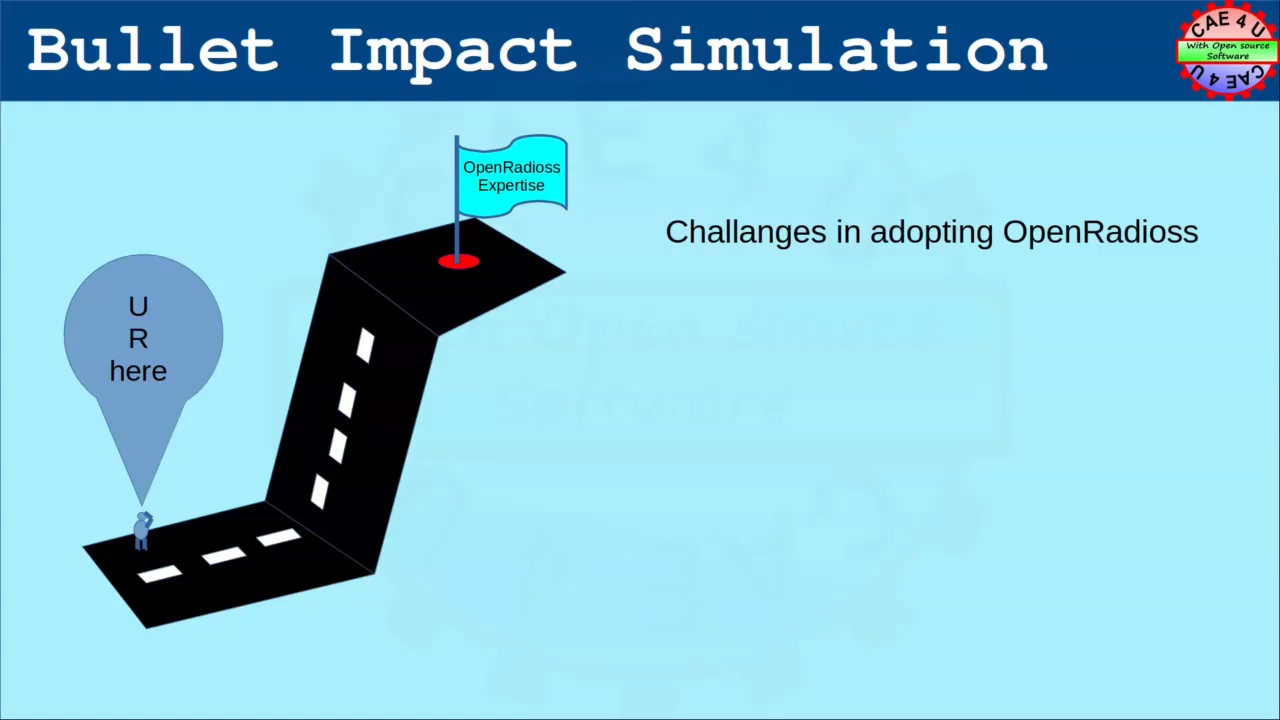 Bullet Impact Simulation
CAE 4 U
With Open source
Software
CAE 4 U
OpenRadioss
Expertise
Challanges in adopting OpenRadioss
U
R
here